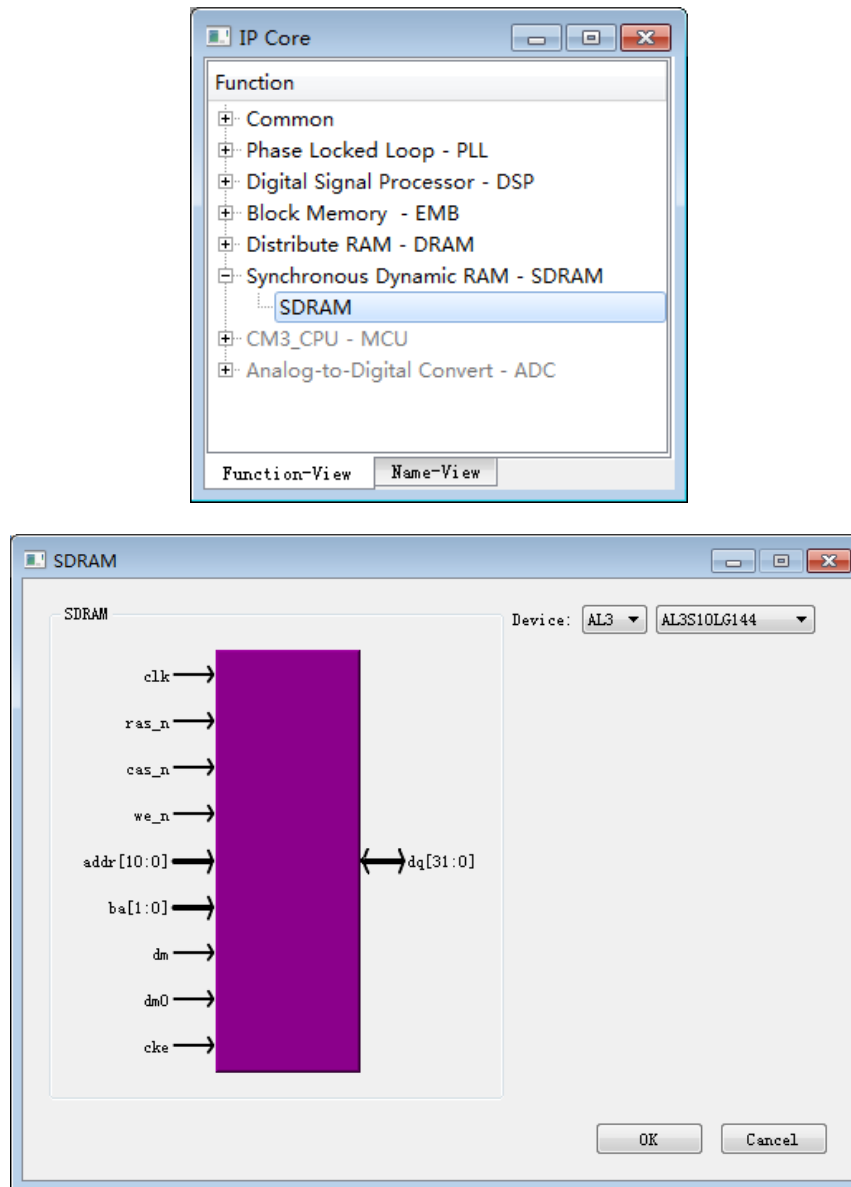 IP Core
Function
Common
Phase Locked Loop - PLL
Digital Signal Processor - DSP
Block Memory - EMB
Distribute RAM - DRAM
Synchronous Dynamic RAM - SDRAM
SDRAM
CM3_CPU - MCU
Analog-to-Digital Convert - ADC
Function-View Name-View
SDRAM
SDRAM
Device: AL3 AL3S10LG144
clk
ras_n
cas_n
we_n
addr[10:0] dq[31:0]
ba[1:0]
dm
dm0
cke
OK Cancel